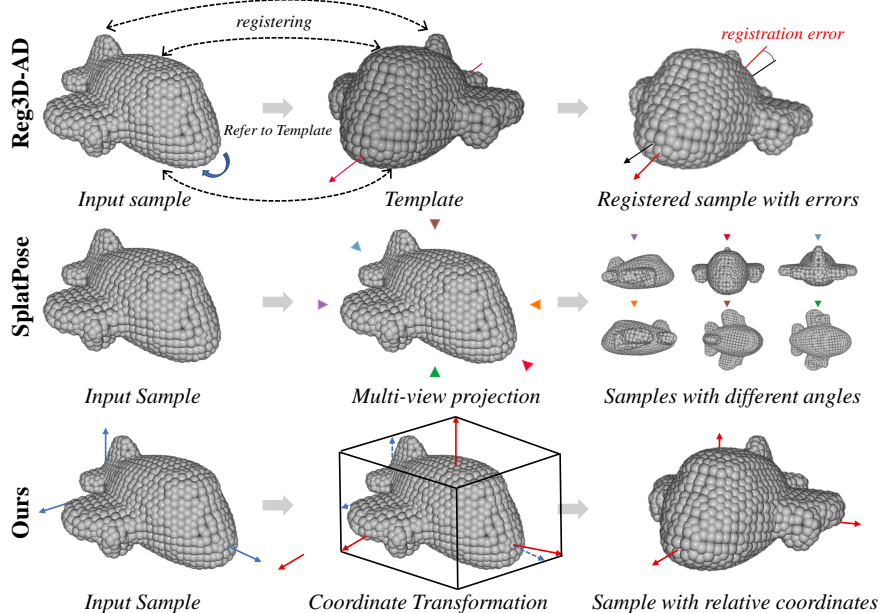 Reg3D-AD
registering
Refer to Template
registration error
Input sample
Template
Registered sample with errors
SplatPose
Input Sample
Multi-view projection
Samples with different angles
Ours
Input Sample
Coordinate Transformation
Sample with relative coordinates